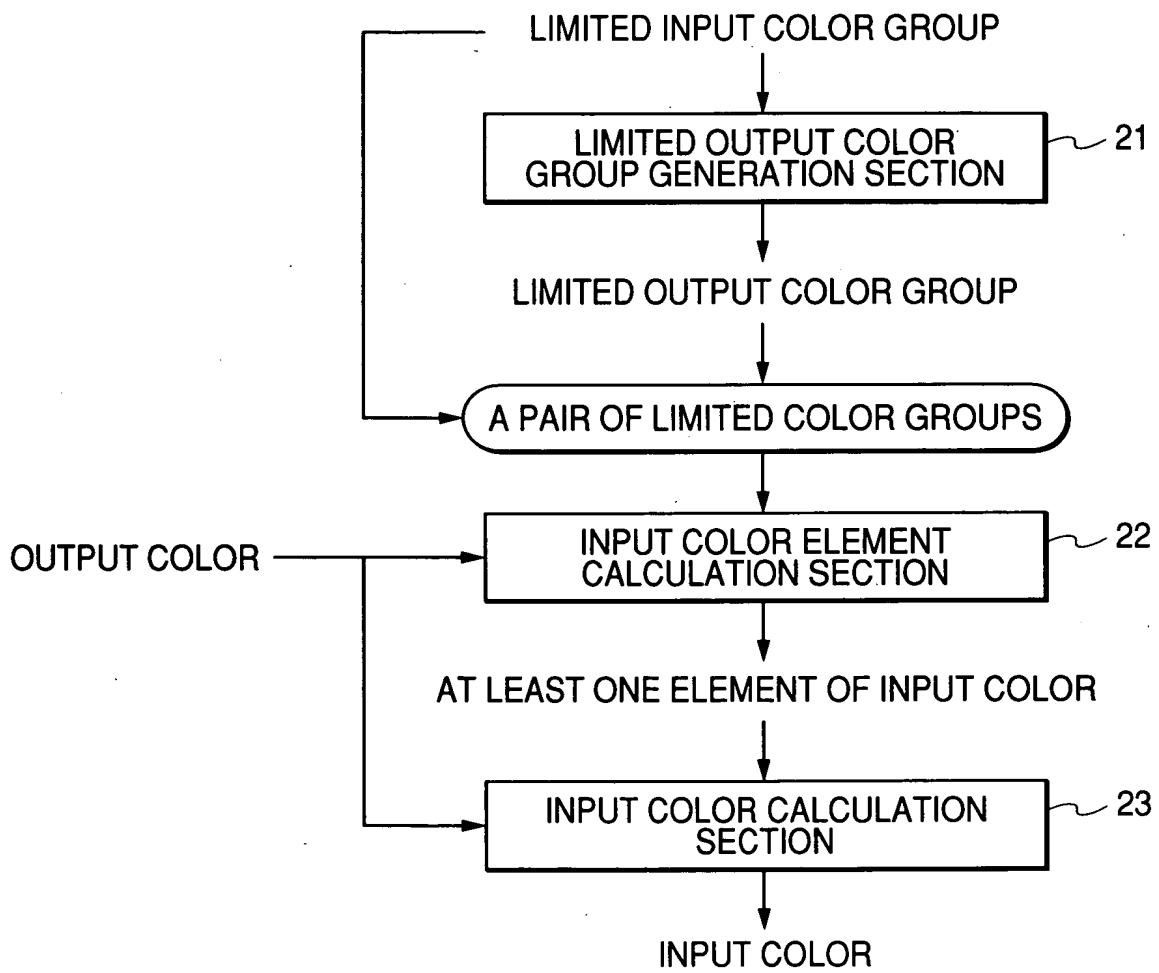 LIMITED INPUT COLOR GROUP
LIMITED OUTPUT COLOR
GROUP GENERATION SECTION
21
LIMITED OUTPUT COLOR GROUP
A PAIR OF LIMITED COLOR GROUPS
OUTPUT COLOR
INPUT COLOR ELEMENT
CALCULATION SECTION
22
AT LEAST ONE ELEMENT OF INPUT COLOR
INPUT COLOR CALCULATION
SECTION
23
INPUT COLOR